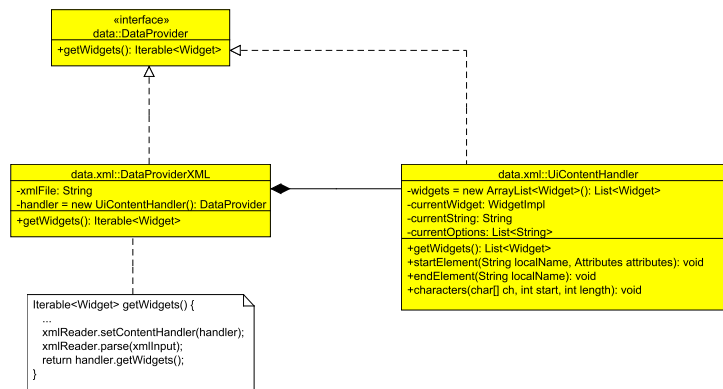 «interface»
data::DataProvider
+getWidgets(): Iterable<Widget>
data.xml::DataProviderXML
-xmlFile: String
-handler = new UiContentHandler(): DataProvider
+getWidgets(): Iterable<Widget>
data.xml::UiContentHandler
-widgets = new ArrayList<Widget>(): List<Widget>
-currentWidget: WidgetImpl
-currentString: String
-currentOptions: List<String>
+getWidgets(): List<Widget>
+startElement(String localName, Attributes attributes): void
+endElement(String localName): void
+characters(char[] ch, int start, int length): void
Iterable<Widget> getWidgets() {
...
xmlReader.setContentHandler(handler);
xmlReader.parse(xmlInput);
return handler.getWidgets();
}